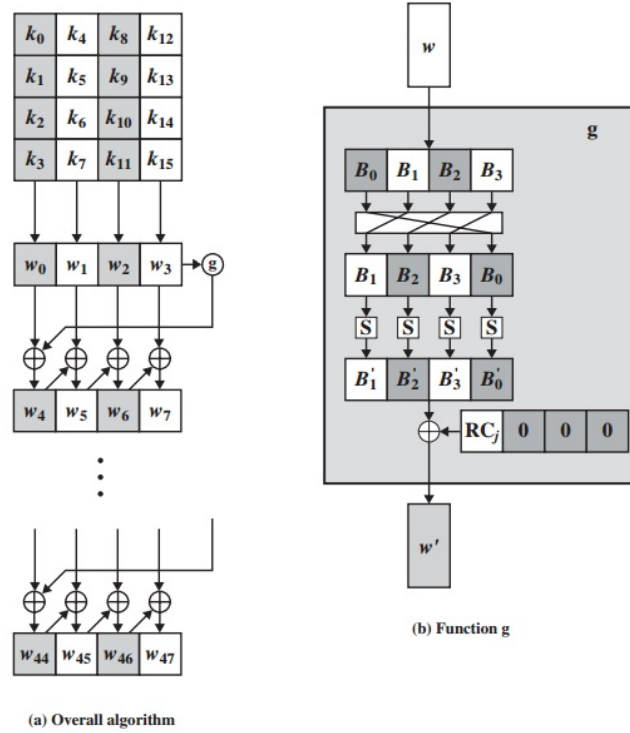 k0 k4 k8 k12
k1 k5 k9 k13
k2 k6 k10 k14
k3 k7 k11 k15
w0 w1 w2 w3 g
w4 w5 w6 w7
w44 w45 w46 w47
(a) Overall algorithm
w
g
B0 B1 B2 B3
B1 B2 B3 B0
S S S S
B'1 B'2 B'3 B'0
RCj 0 0 0
w'
(b) Function g